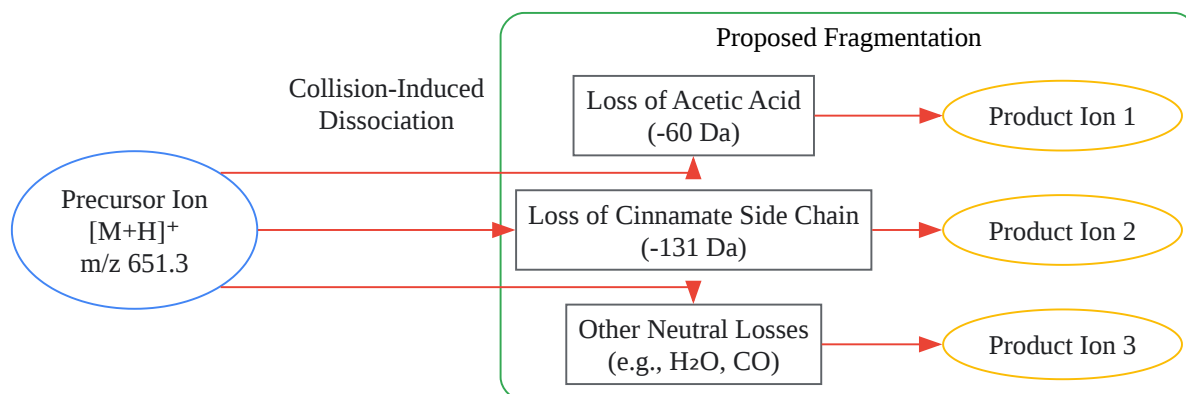 Proposed Fragmentation
Collision-Induced
Dissociation
Loss of Acetic Acid
(-60 Da)
Product Ion 1
Precursor Ion
[M+H]⁺
m/z 651.3
Loss of Cinnamate Side Chain
(-131 Da)
Product Ion 2
Other Neutral Losses
(e.g., H₂O, CO)
Product Ion 3